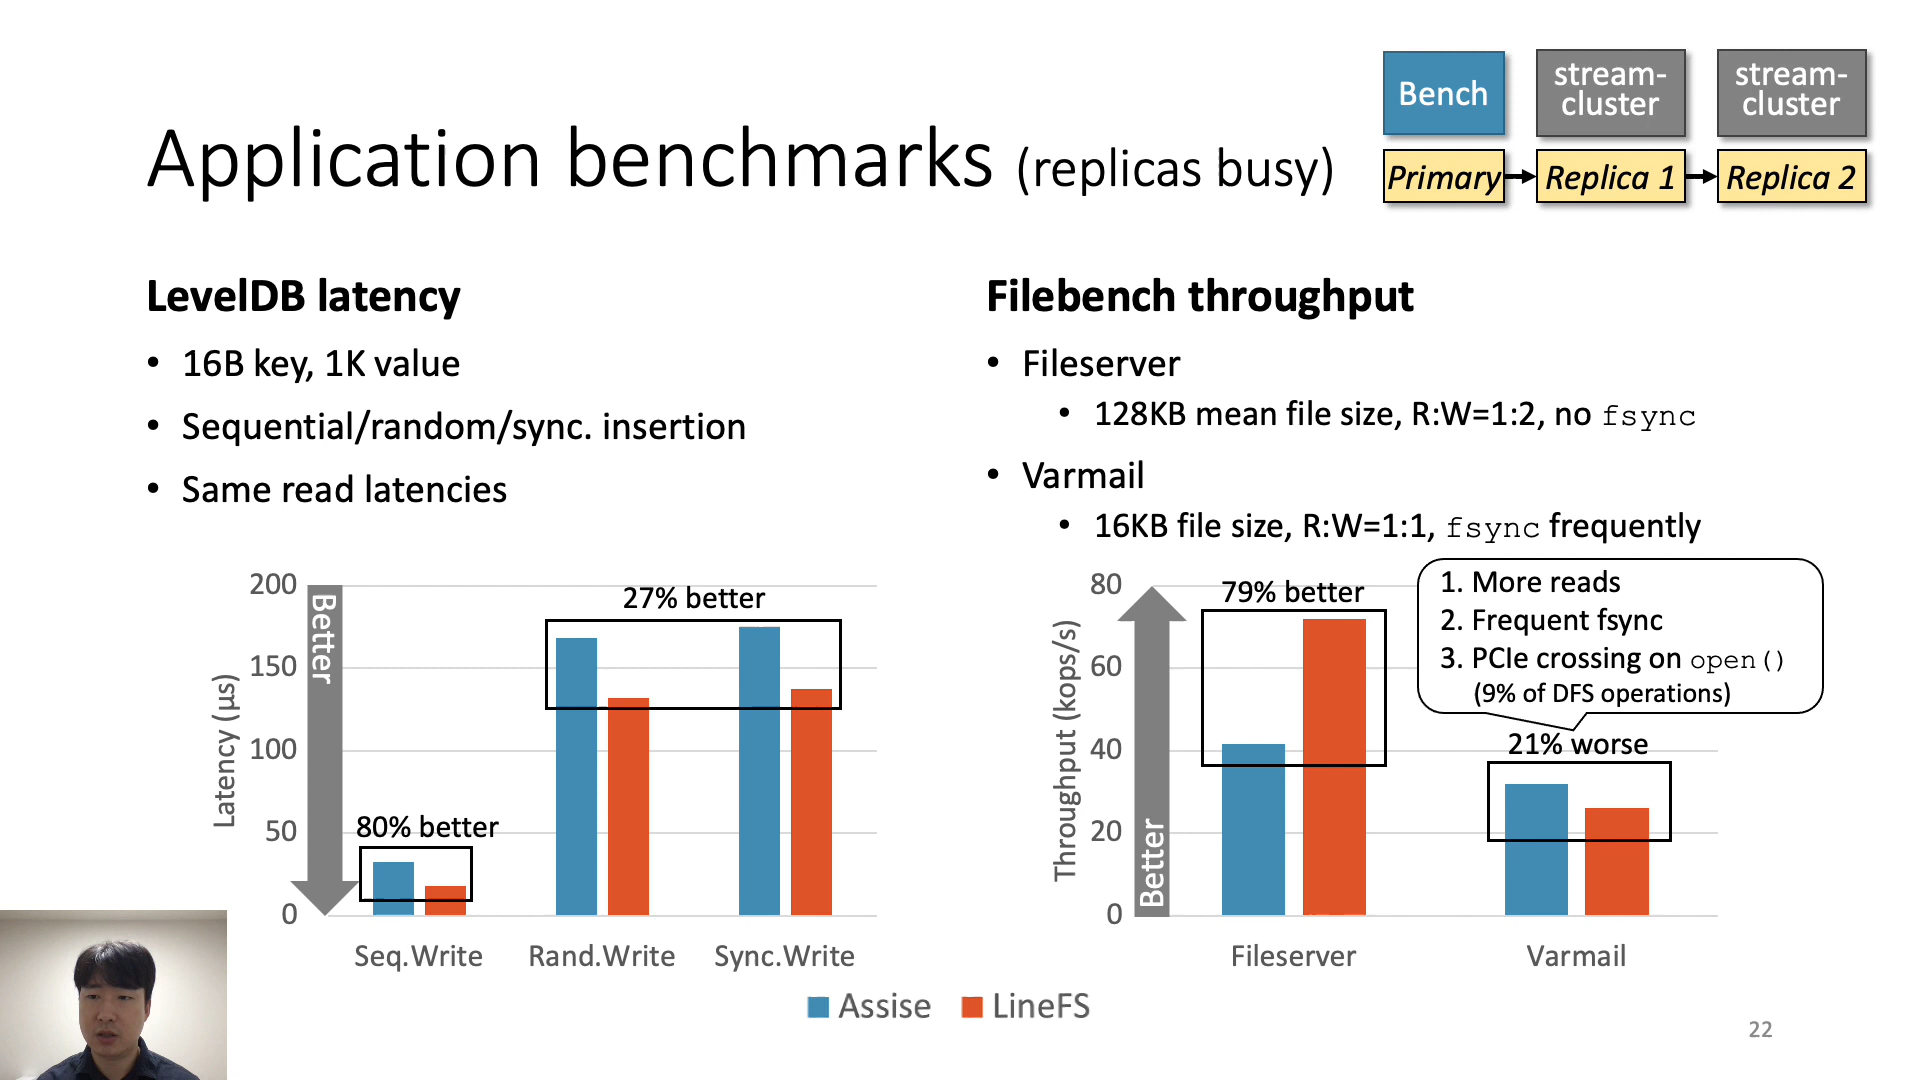 Application benchmarks (replicas busy)
Bench
stream-
cluster
stream-
cluster
Primary
Replica 1
Replica 2
LevelDB latency
• 16B key, 1K value
• Sequential/random/sync. insertion
• Same read latencies
Filebench throughput
• Fileserver
• 128KB mean file size, R:W=1:2, no fsync
• Varmail
• 16KB file size, R:W=1:1, fsync frequently
Latency (µs)
200
150
100
50
0
Better
80% better
27% better
Seq.Write
Rand.Write
Sync.Write
Throughput (kops/s)
80
60
40
20
0
Better
79% better
1. More reads
2. Frequent fsync
3. PCIe crossing on open()
(9% of DFS operations)
21% worse
Fileserver
Varmail
Assise
LineFS
22